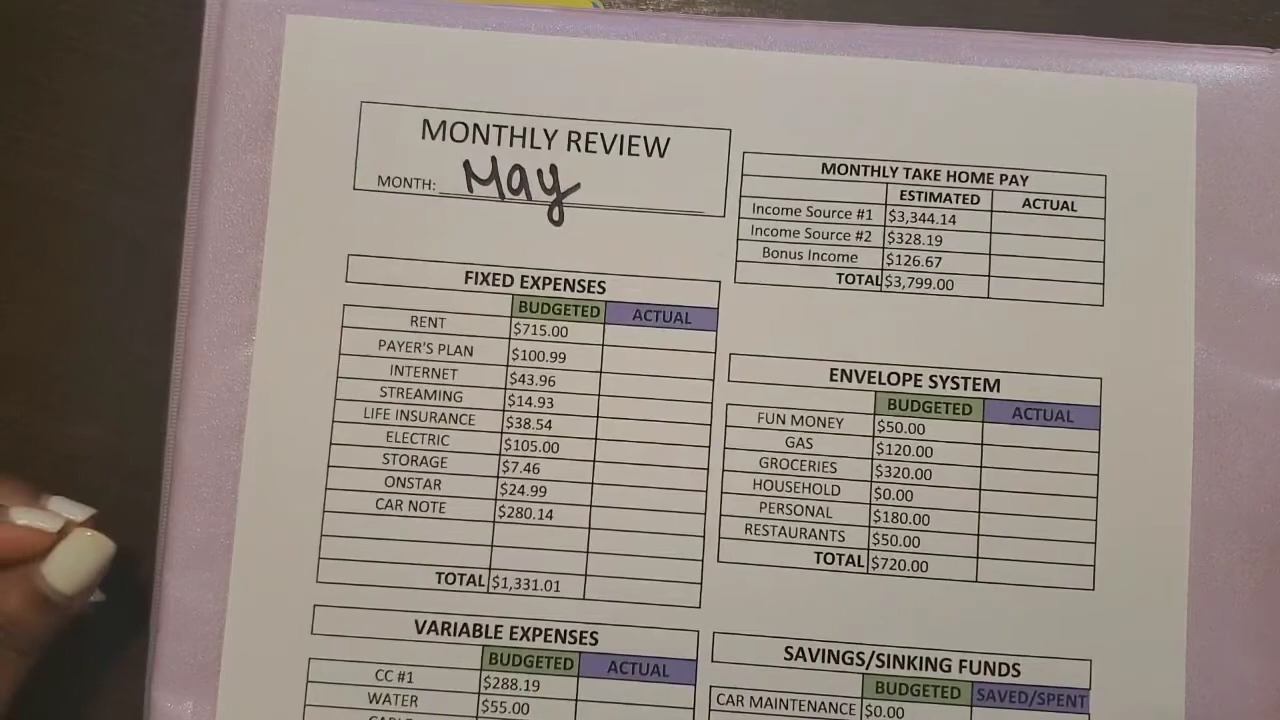 MONTHLY REVIEW
MONTH: May
MONTHLY TAKE HOME PAY
ESTIMATED ACTUAL
Income Source #1 $3,344.14
Income Source #2 $328.19
Bonus Income $126.67
TOTAL $3,799.00
FIXED EXPENSES
BUDGETED ACTUAL
RENT $715.00
PAYER'S PLAN $100.99
INTERNET $43.96
STREAMING $14.93
LIFE INSURANCE $38.54
ELECTRIC $105.00
STORAGE $7.46
ONSTAR $24.99
CAR NOTE $280.14
TOTAL $1,331.01
ENVELOPE SYSTEM
BUDGETED ACTUAL
FUN MONEY $50.00
GAS $120.00
GROCERIES $320.00
HOUSEHOLD $0.00
PERSONAL $180.00
RESTAURANTS $50.00
TOTAL $720.00
VARIABLE EXPENSES
BUDGETED ACTUAL
CC #1 $288.19
WATER $55.00
SAVINGS/SINKING FUNDS
BUDGETED SAVED/SPENT
CAR MAINTENANCE $0.00